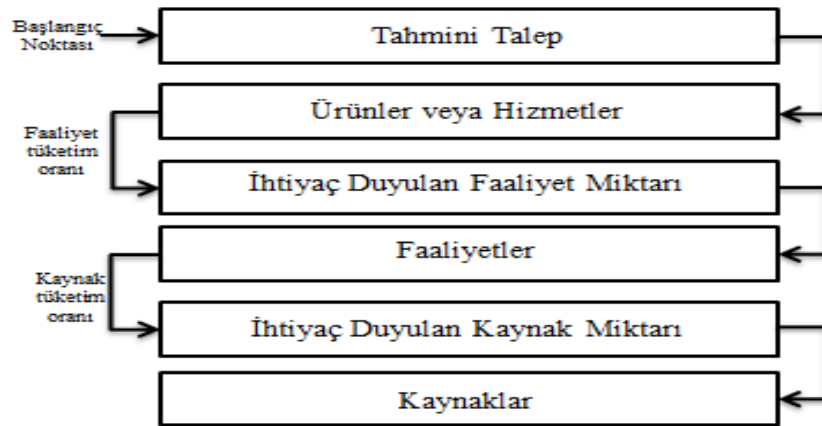 Başlangıç
Noktası
Tahmini Talep
Ürünler veya Hizmetler
Faaliyet
tüketim
oranı
İhtiyaç Duyulan Faaliyet Miktarı
Faaliyetler
Kaynak
tüketim
oranı
İhtiyaç Duyulan Kaynak Miktarı
Kaynaklar